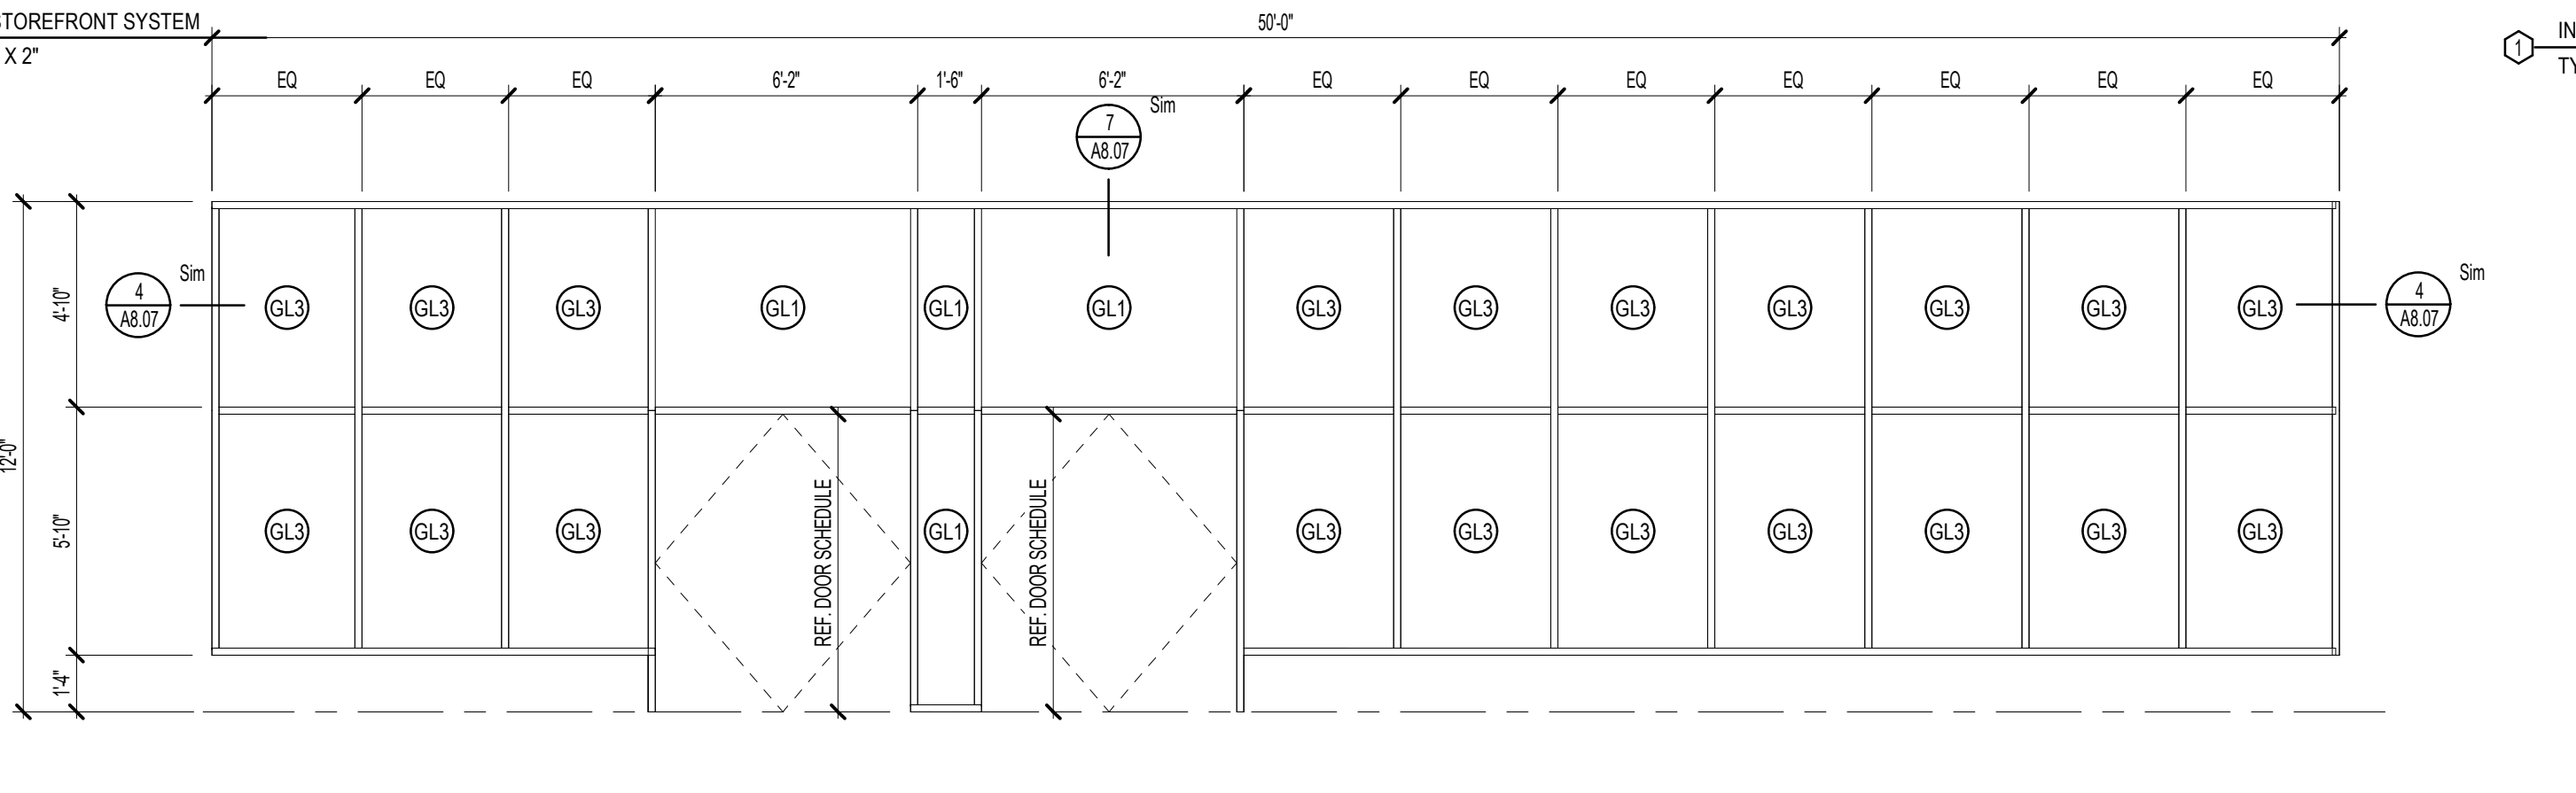 STOREFRONT SYSTEM
X 2"
50'-0"
1
IN
TY
EQ EQ EQ 6'-2" 1'-6" 6'-2" EQ EQ EQ EQ EQ EQ EQ
7
A8.07
Sim
4
A8.07
Sim
4
A8.07
Sim
12'-0"
4'-10"
5'-10"
1'-4"
GL3 GL3 GL3 GL1 GL1 GL1 GL3 GL3 GL3 GL3 GL3 GL3 GL3
GL3 GL3 GL3 GL1 GL3 GL3 GL3 GL3 GL3 GL3 GL3
REF. DOOR SCHEDULE
REF. DOOR SCHEDULE